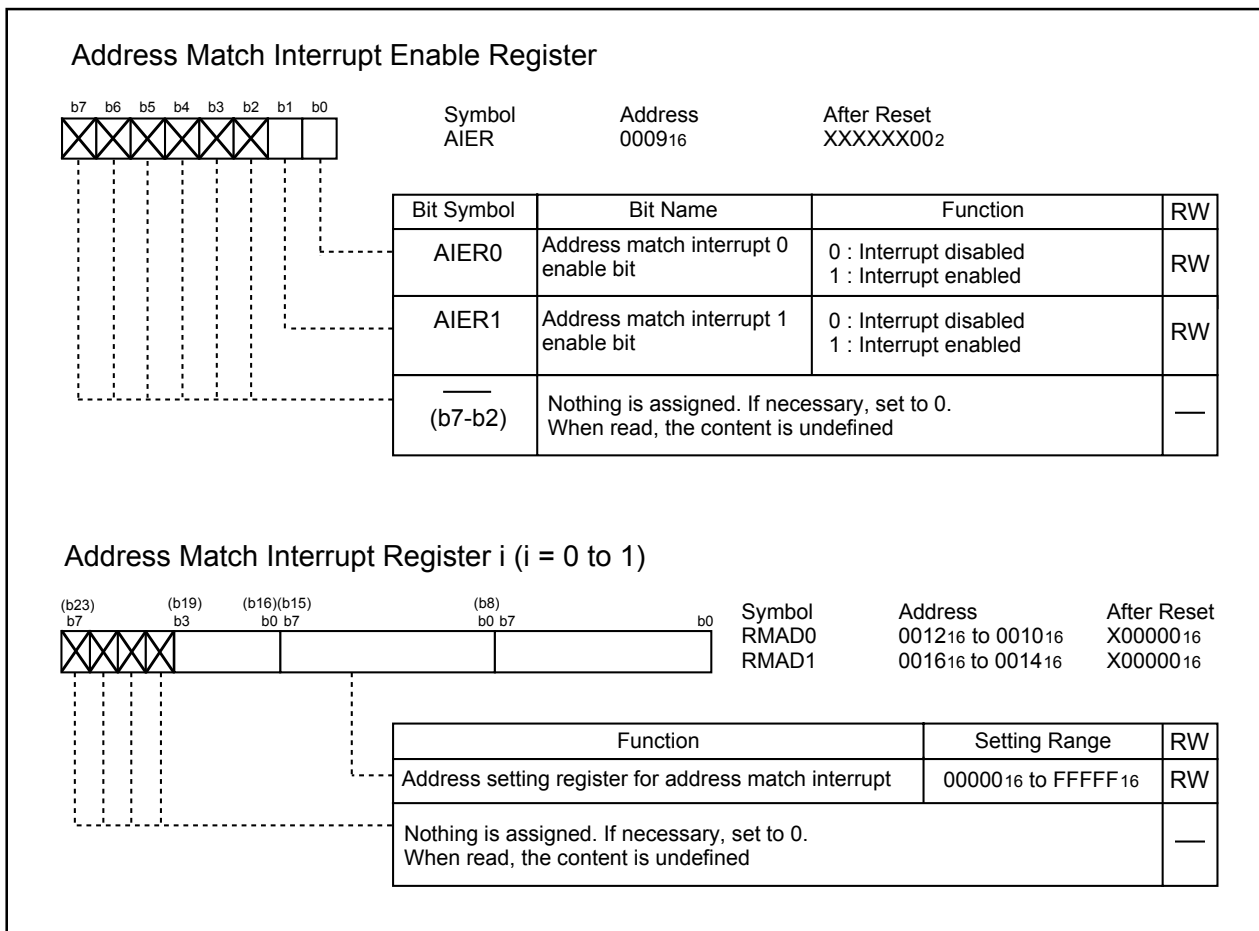 Address Match Interrupt Enable Register
b7 b6 b5 b4 b3 b2 b1 b0
Symbol Address After Reset
AIER 000916 XXXXXX002
Bit Symbol Bit Name Function RW
AIER0 Address match interrupt 0 enable bit 0 : Interrupt disabled 1 : Interrupt enabled RW
AIER1 Address match interrupt 1 enable bit 0 : Interrupt disabled 1 : Interrupt enabled RW
(b7-b2) Nothing is assigned. If necessary, set to 0. When read, the content is undefined —
Address Match Interrupt Register i (i = 0 to 1)
(b23) (b19) (b16)(b15) (b8)
b7 b3 b0 b7 b0 b7 b0
Symbol Address After Reset
RMAD0 001216 to 001016 X0000016
RMAD1 001616 to 001416 X0000016
Function Setting Range RW
Address setting register for address match interrupt 0000016 to FFFFF16 RW
Nothing is assigned. If necessary, set to 0.
When read, the content is undefined —